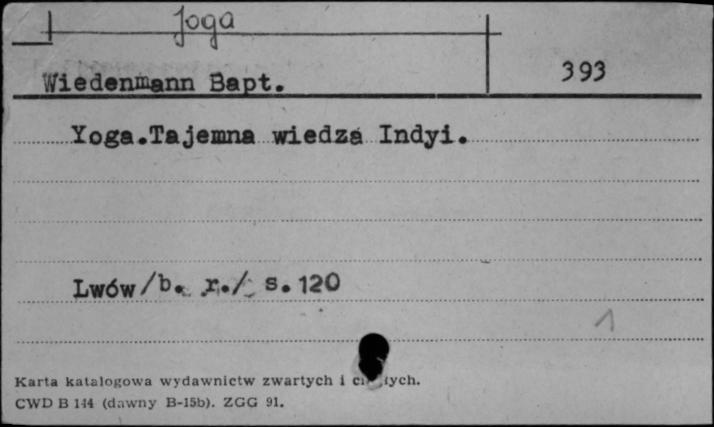 Joga
Wiedenmann Bapt.
393
Yoga.Tajemna wiedza Indyi.
Lwów/b. r./ s.120
1
Karta katalogowa wydawnictw zwartych i
CWD B 144 (dawny B-15b). ZGG 91.